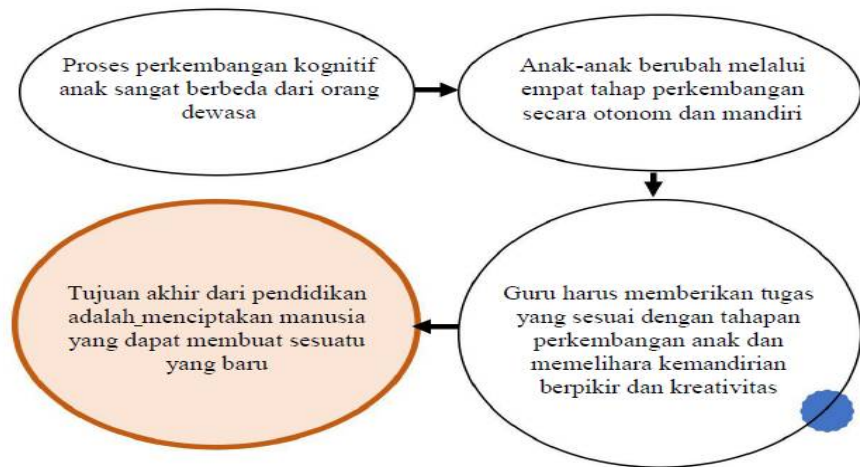 Proses perkembangan kognitif
anak sangat berbeda dari orang
dewasa
Anak-anak berubah melalui
empat tahap perkembangan
secara otonom dan mandiri
Guru harus memberikan tugas
yang sesuai dengan tahapan
perkembangan anak dan
memelihara kemandirian
berpikir dan kreativitas
Tujuan akhir dari pendidikan
adalah_menciptakan manusia
yang dapat membuat sesuatu
yang baru